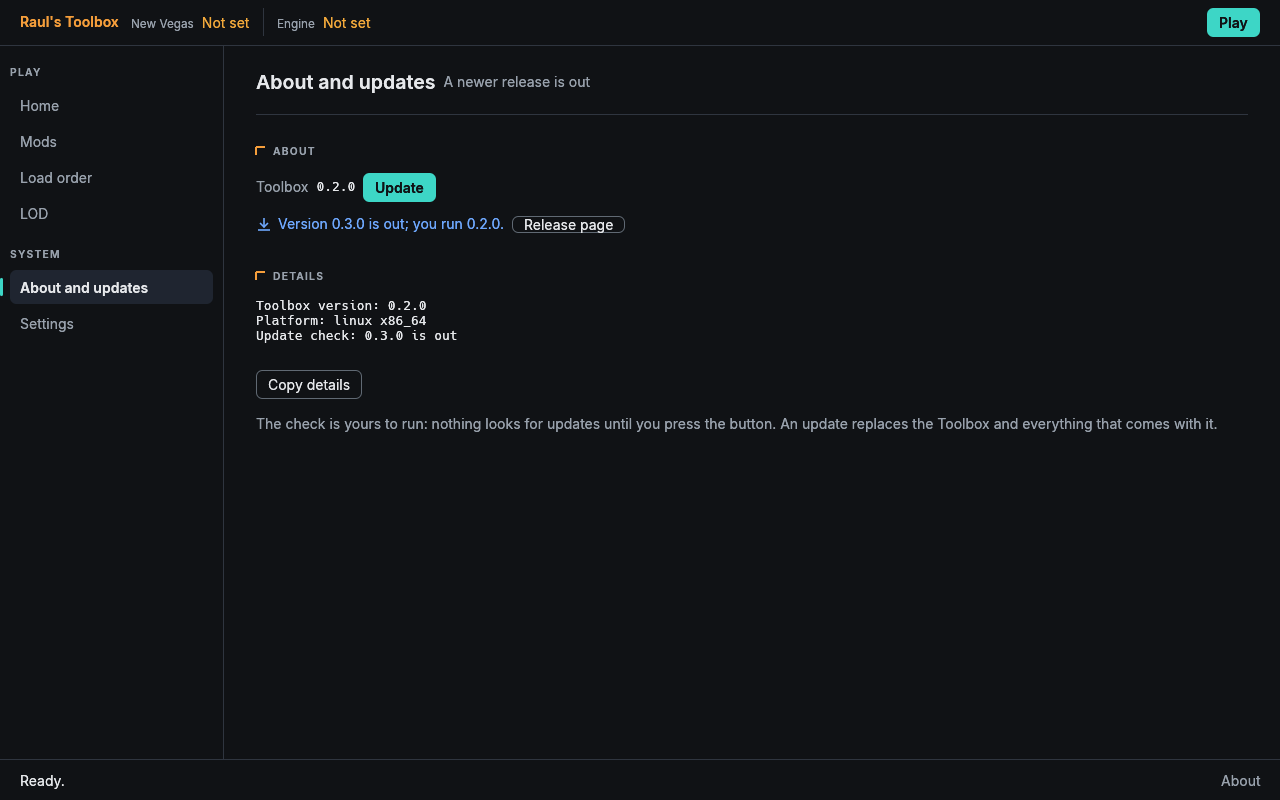 Raul's Toolbox New Vegas Not set Engine Not set Play
PLAY
Home
Mods
Load order
LOD
SYSTEM
About and updates
Settings
About and updates A newer release is out
ABOUT
Toolbox 0.2.0 Update
Version 0.3.0 is out; you run 0.2.0. Release page
DETAILS
Toolbox version: 0.2.0
Platform: linux x86_64
Update check: 0.3.0 is out
Copy details
The check is yours to run: nothing looks for updates until you press the button. An update replaces the Toolbox and everything that comes with it.
Ready. About